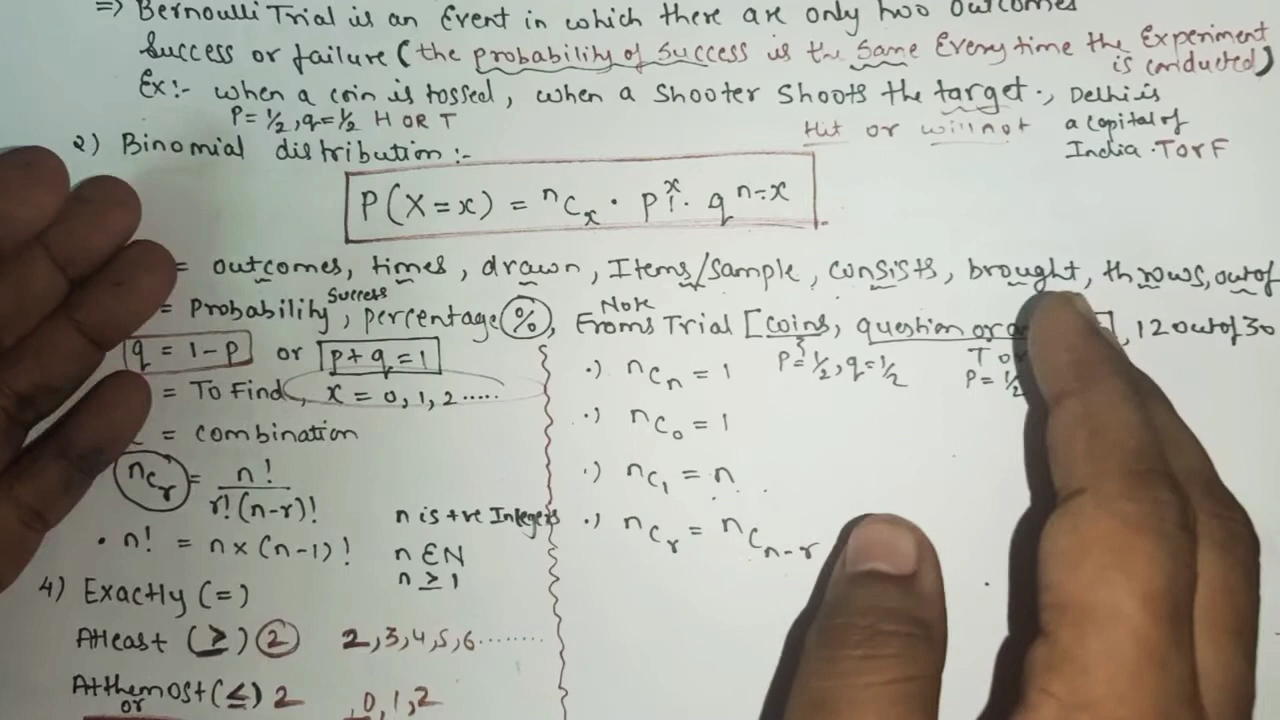 => Bernoulli Trial is an Event in which there are only two outcomes
Success or failure (the probability of success is the same Every time the Experiment
is conducted)
Ex:- when a coin is tossed, when a shooter shoots the target., Delhi is
P=1/2, q=1/2 H OR T
Hit or will not
a capital of
India. T or F
2) Binomial distribution:-
P(X=x) = ⁿCₓ · pˣ · qⁿ⁻ˣ
= outcomes, times, drawn, Items/Sample, consists, brought, throws, out of
= Probability, percentage (%), From Trial [coins, question or
Success
Note
, 12 out of 30
q = 1-p or p+q=1
P=1/2, q=1/2
P=1/2
= To Find, x = 0, 1, 2 .....
= combination
ⁿCᵣ = n! / r!(n-r)!
• n! = n×(n-1)!
n is +ve Integers
n ∈ N
n ≥ 1
.) ⁿCₙ = 1
.) ⁿC₀ = 1
.) ⁿC₁ = n
.) ⁿCᵣ = ⁿCₙ₋ᵣ
4) Exactly (=)
Atleast (≥) 2 2,3,4,5,6........
Atthemost (≤) 2 0,1,2
or